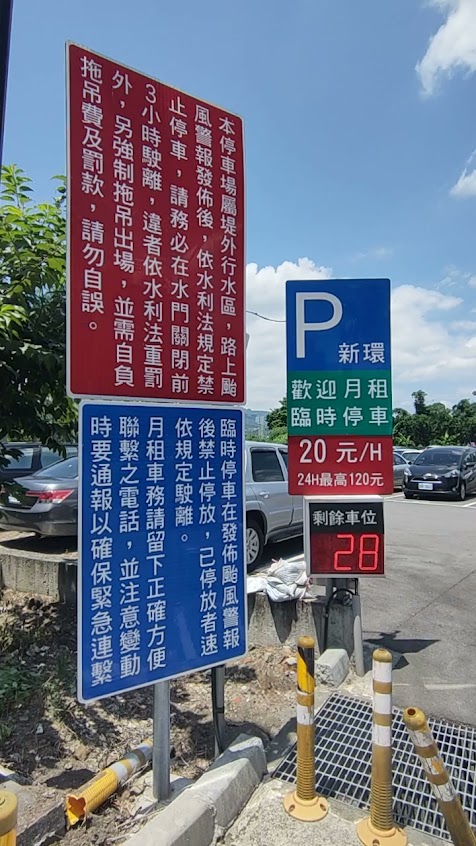 本停車場屬堤外行水區，路上颱
風警報發佈後，依水利法規定禁
止停車，請務必在水門關閉前
3小時駛離，違者依水利法重罰
外，另強制拖吊出場，並需自負
拖吊費及罰款，請勿自誤。
臨時停車在發佈颱風警報
後禁止停放，已停放者速
依規定駛離。
月租車務請留下正確方便
聯繫之電話，並注意變動
時要通報以確保緊急連繫
P 新環
歡迎月租
臨時停車
20 元/H
24H最高120元
剩餘車位
28